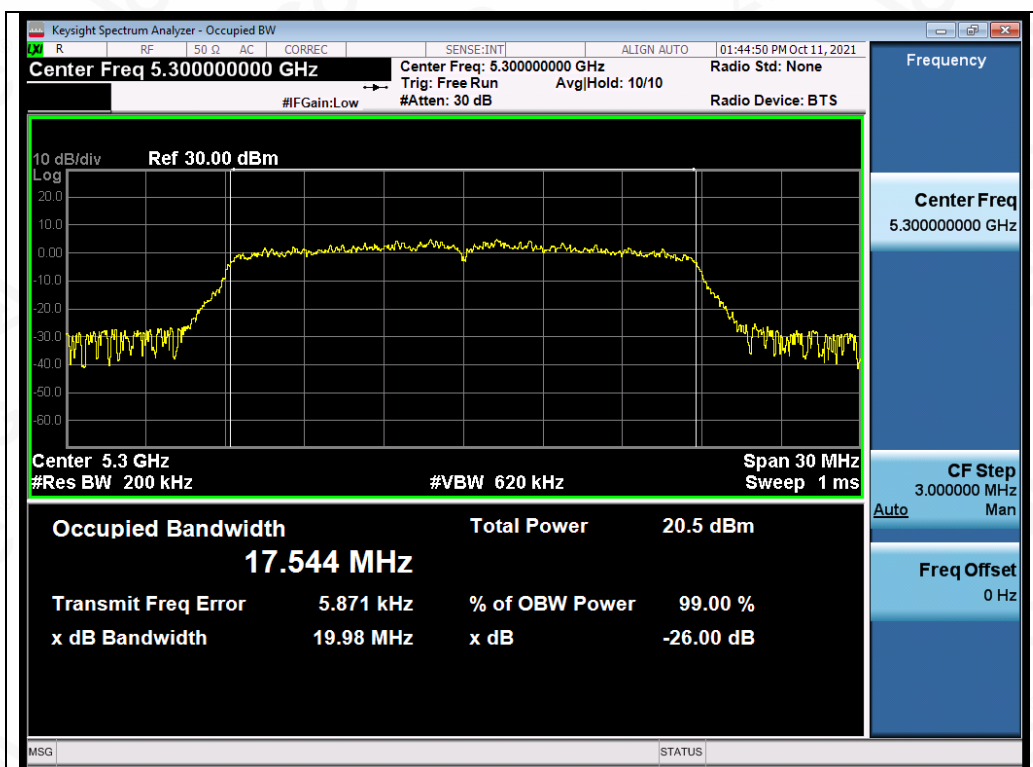 Keysight Spectrum Analyzer - Occupied BW
LXI R RF 50 Ω AC CORREC SENSE:INT ALIGN AUTO 01:44:50 PM Oct 11, 2021
Center Freq 5.300000000 GHz Center Freq: 5.300000000 GHz Radio Std: None
Trig: Free Run Avg|Hold: 10/10
#IFGain:Low #Atten: 30 dB Radio Device: BTS
Frequency
10 dB/div Ref 30.00 dBm
Log
20.0
10.0
0.00
-10.0
-20.0
-30.0
-40.0
-50.0
-60.0
Center 5.3 GHz Span 30 MHz
#Res BW 200 kHz #VBW 620 kHz Sweep 1 ms
Center Freq
5.300000000 GHz
CF Step
3.000000 MHz
Auto Man
Freq Offset
0 Hz
Occupied Bandwidth Total Power 20.5 dBm
17.544 MHz
Transmit Freq Error 5.871 kHz % of OBW Power 99.00 %
x dB Bandwidth 19.98 MHz x dB -26.00 dB
MSG STATUS